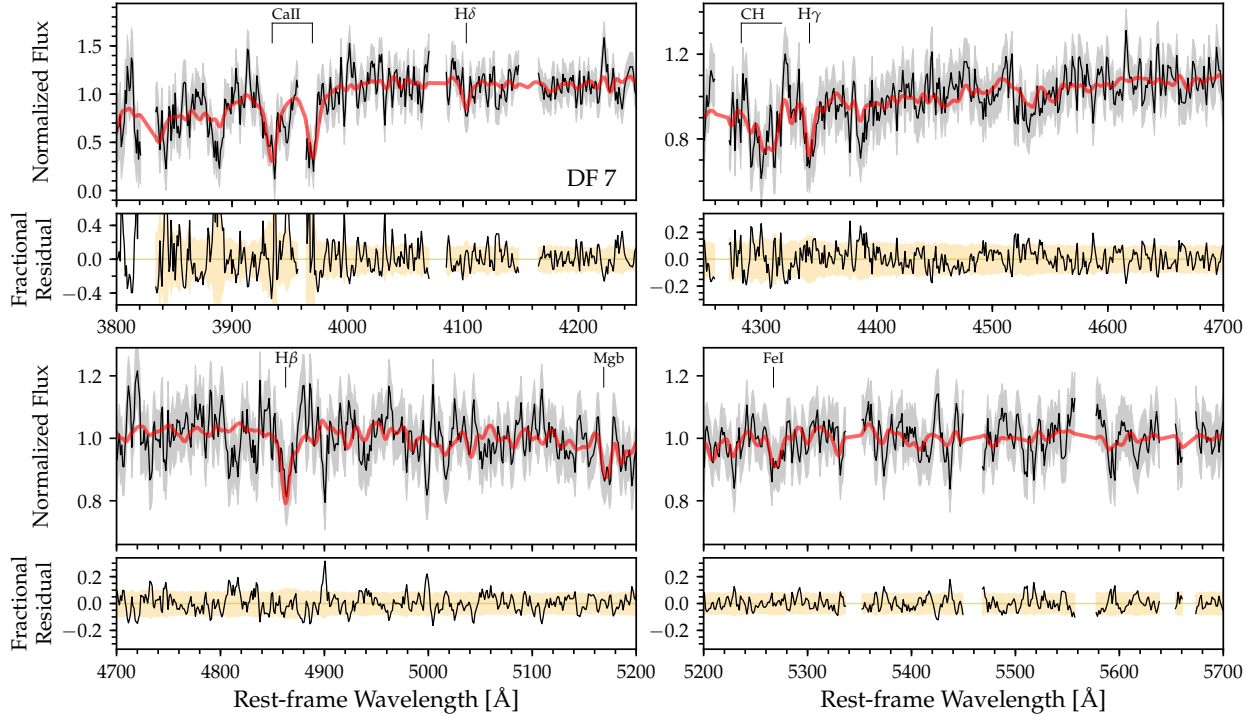 CaII Hδ
CH Hγ
Normalized Flux
1.5
1.0
0.5
0.0
DF 7
1.2
0.8
Fractional
Residual
0.4
0.0
−0.4
0.2
0.0
−0.2
3800 3900 4000 4100 4200
4300 4400 4500 4600 4700
Hβ Mgb
FeI
Normalized Flux
1.2
1.0
0.8
1.2
1.0
0.8
Fractional
Residual
0.2
0.0
−0.2
0.2
0.0
−0.2
4700 4800 4900 5000 5100 5200
5200 5300 5400 5500 5600 5700
Rest-frame Wavelength [Å]
Rest-frame Wavelength [Å]